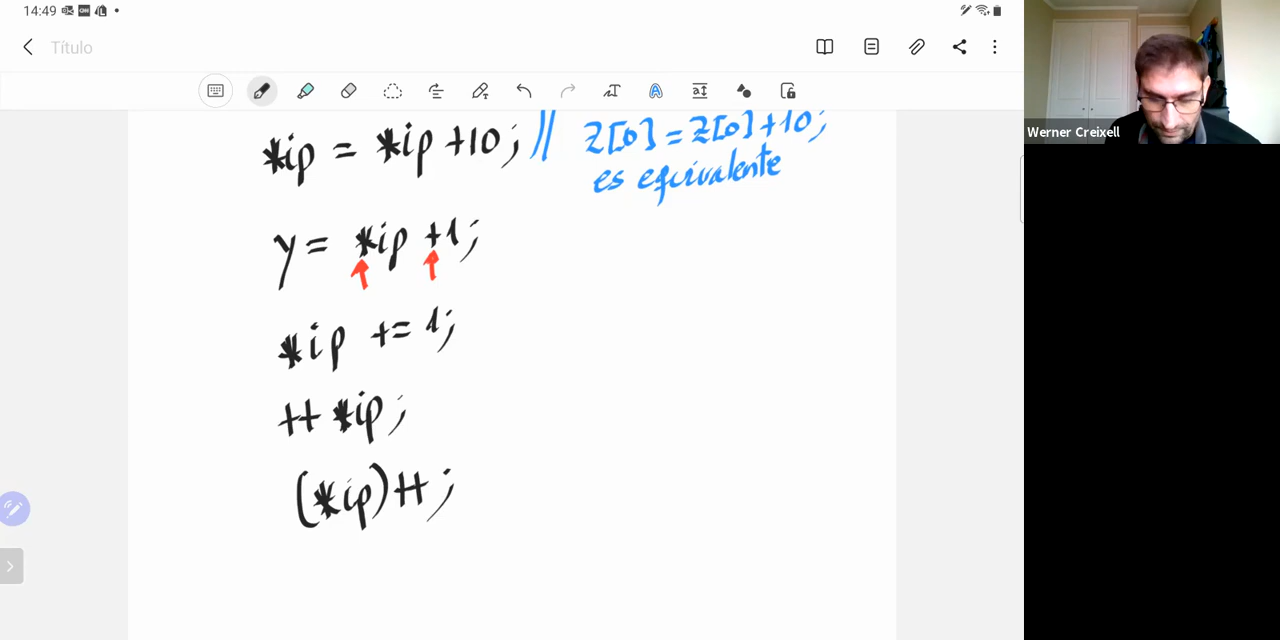 14:49
Título
*ip = *ip +10; // Z[0] = Z[0] +10;
es equivalente
y = *ip +1;
*ip += 1;
++ *ip;
(*ip)++;
Werner Creixell